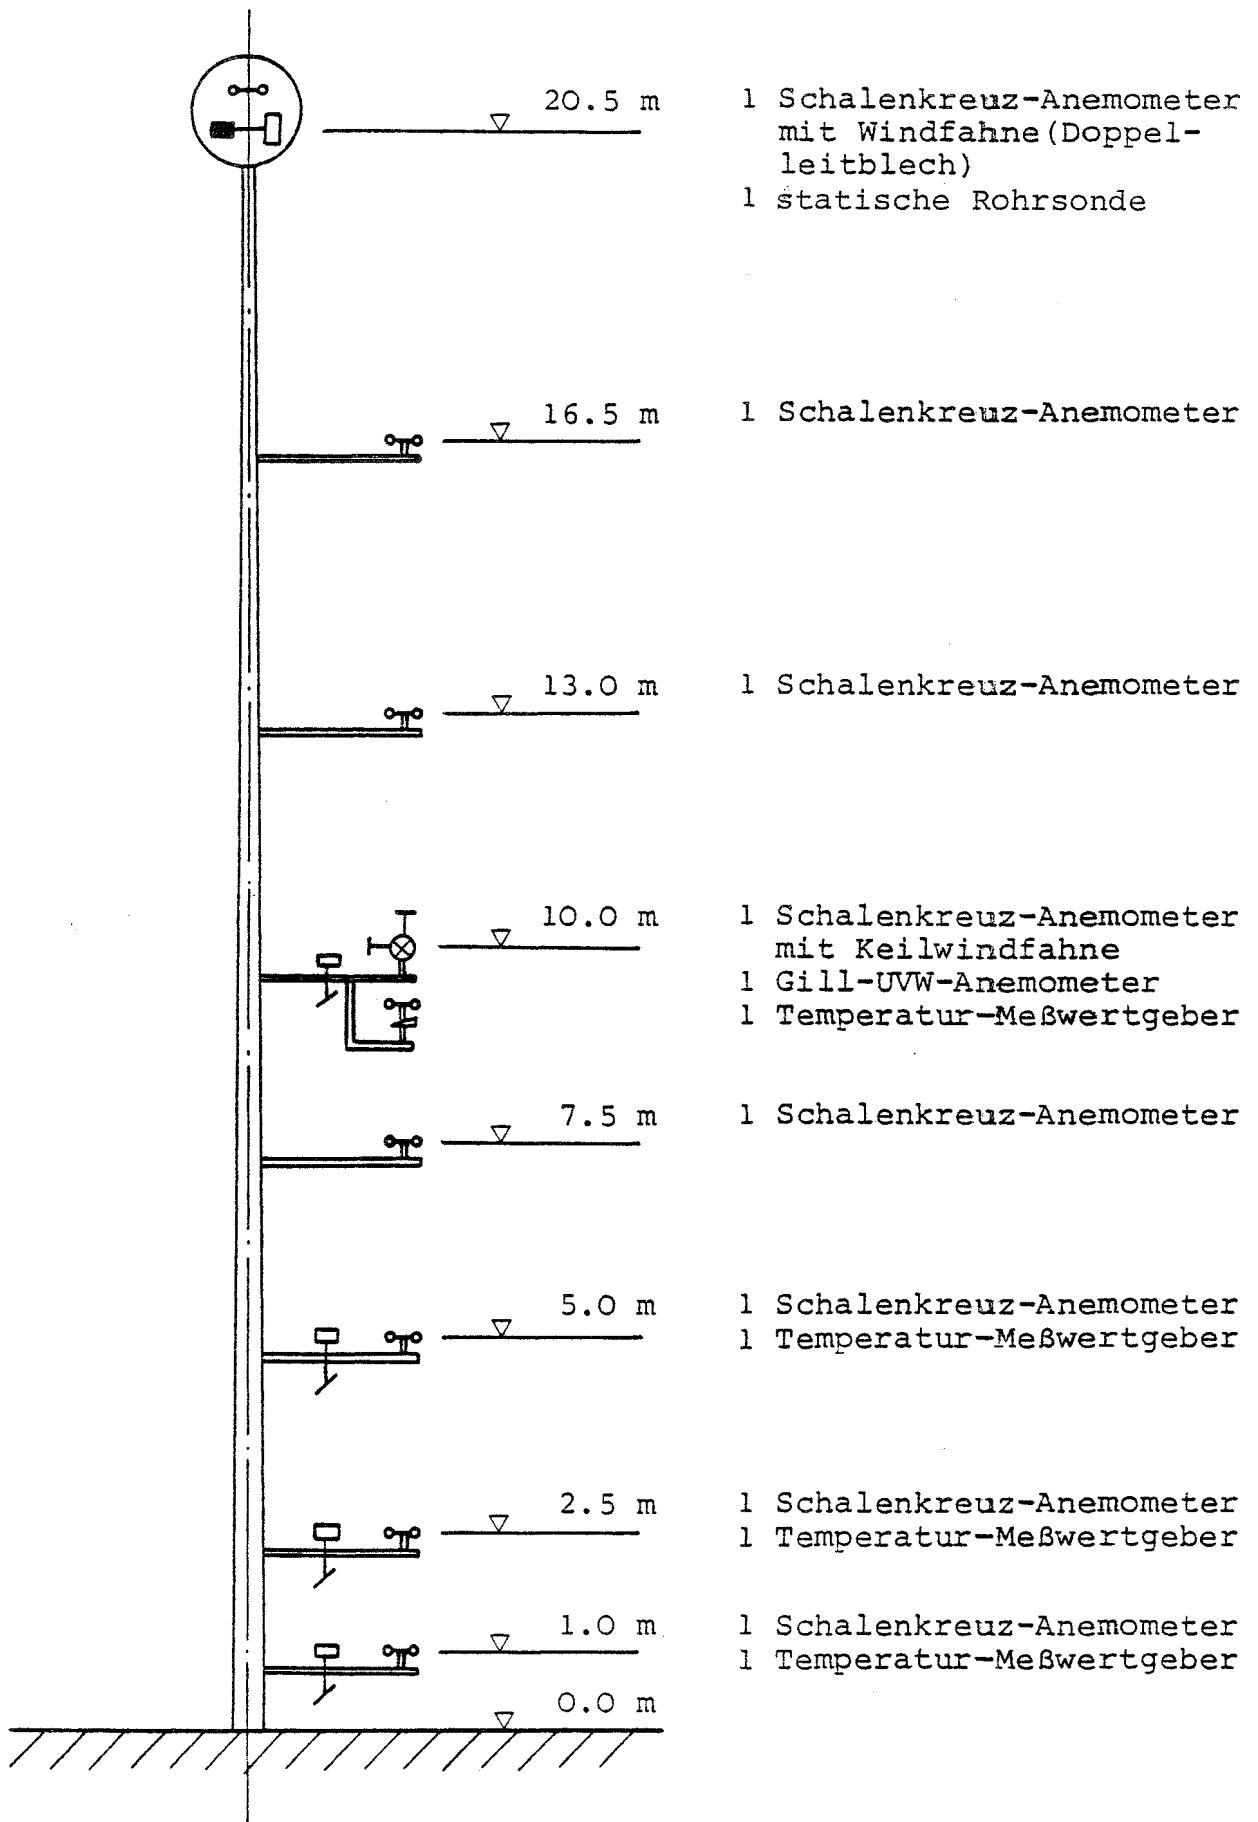 20.5 m 1 Schalenkreuz-Anemometer
mit Windfahne(Doppel-
leitblech)
1 statische Rohrsonde
16.5 m 1 Schalenkreuz-Anemometer
13.0 m 1 Schalenkreuz-Anemometer
10.0 m 1 Schalenkreuz-Anemometer
mit Keilwindfahne
1 Gill-UVW-Anemometer
1 Temperatur-Meßwertgeber
7.5 m 1 Schalenkreuz-Anemometer
5.0 m 1 Schalenkreuz-Anemometer
1 Temperatur-Meßwertgeber
2.5 m 1 Schalenkreuz-Anemometer
1 Temperatur-Meßwertgeber
1.0 m 1 Schalenkreuz-Anemometer
1 Temperatur-Meßwertgeber
0.0 m